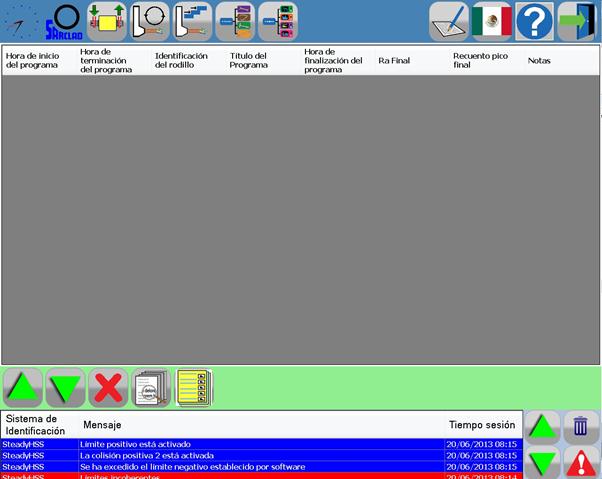 SARCLAD
Hora de inicio
del programa
Hora de
terminación
del programa
Identificación
del rodillo
Título del
Programa
Hora de
finalización del
programa
Ra Final
Recuento pico
final
Notas
Sistema de
Identificación
Mensaje
Tiempo sesión
SteadyHSS Límite positivo está activado 20/06/2013 08:15
SteadyHSS La colisión positiva 2 está activada 20/06/2013 08:15
SteadyHSS Se ha excedido el límite negativo establecido por software 20/06/2013 08:15
SteadyHSS Límites incoherentes 20/06/2013 08:14